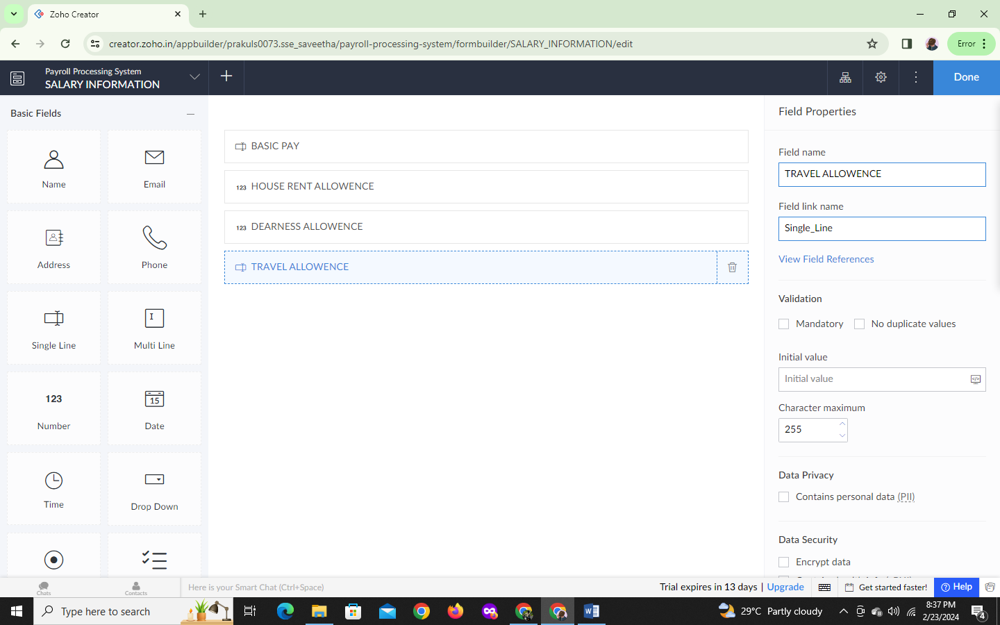 Zoho Creator
creator.zoho.in/appbuilder/prakuls0073.sse_saveetha/payroll-processing-system/formbuilder/SALARY_INFORMATION/edit
Error
Payroll Processing System
SALARY INFORMATION
Done
Basic Fields
Name
Email
Address
Phone
Single Line
Multi Line
123
15
Number
Date
Time
Drop Down
BASIC PAY
123 HOUSE RENT ALLOWENCE
123 DEARNESS ALLOWENCE
TRAVEL ALLOWENCE
Field Properties
Field name
TRAVEL ALLOWENCE
Field link name
Single_Line
View Field References
Validation
Mandatory
No duplicate values
Initial value
Initial value
Character maximum
255
Data Privacy
Contains personal data (PII)
Data Security
Encrypt data
Chats
Contacts
Here is your Smart Chat (Ctrl+Space)
Trial expires in 13 days | Upgrade
Get started faster!
Help
Type here to search
29°C Partly cloudy
8:37 PM
2/23/2024
4